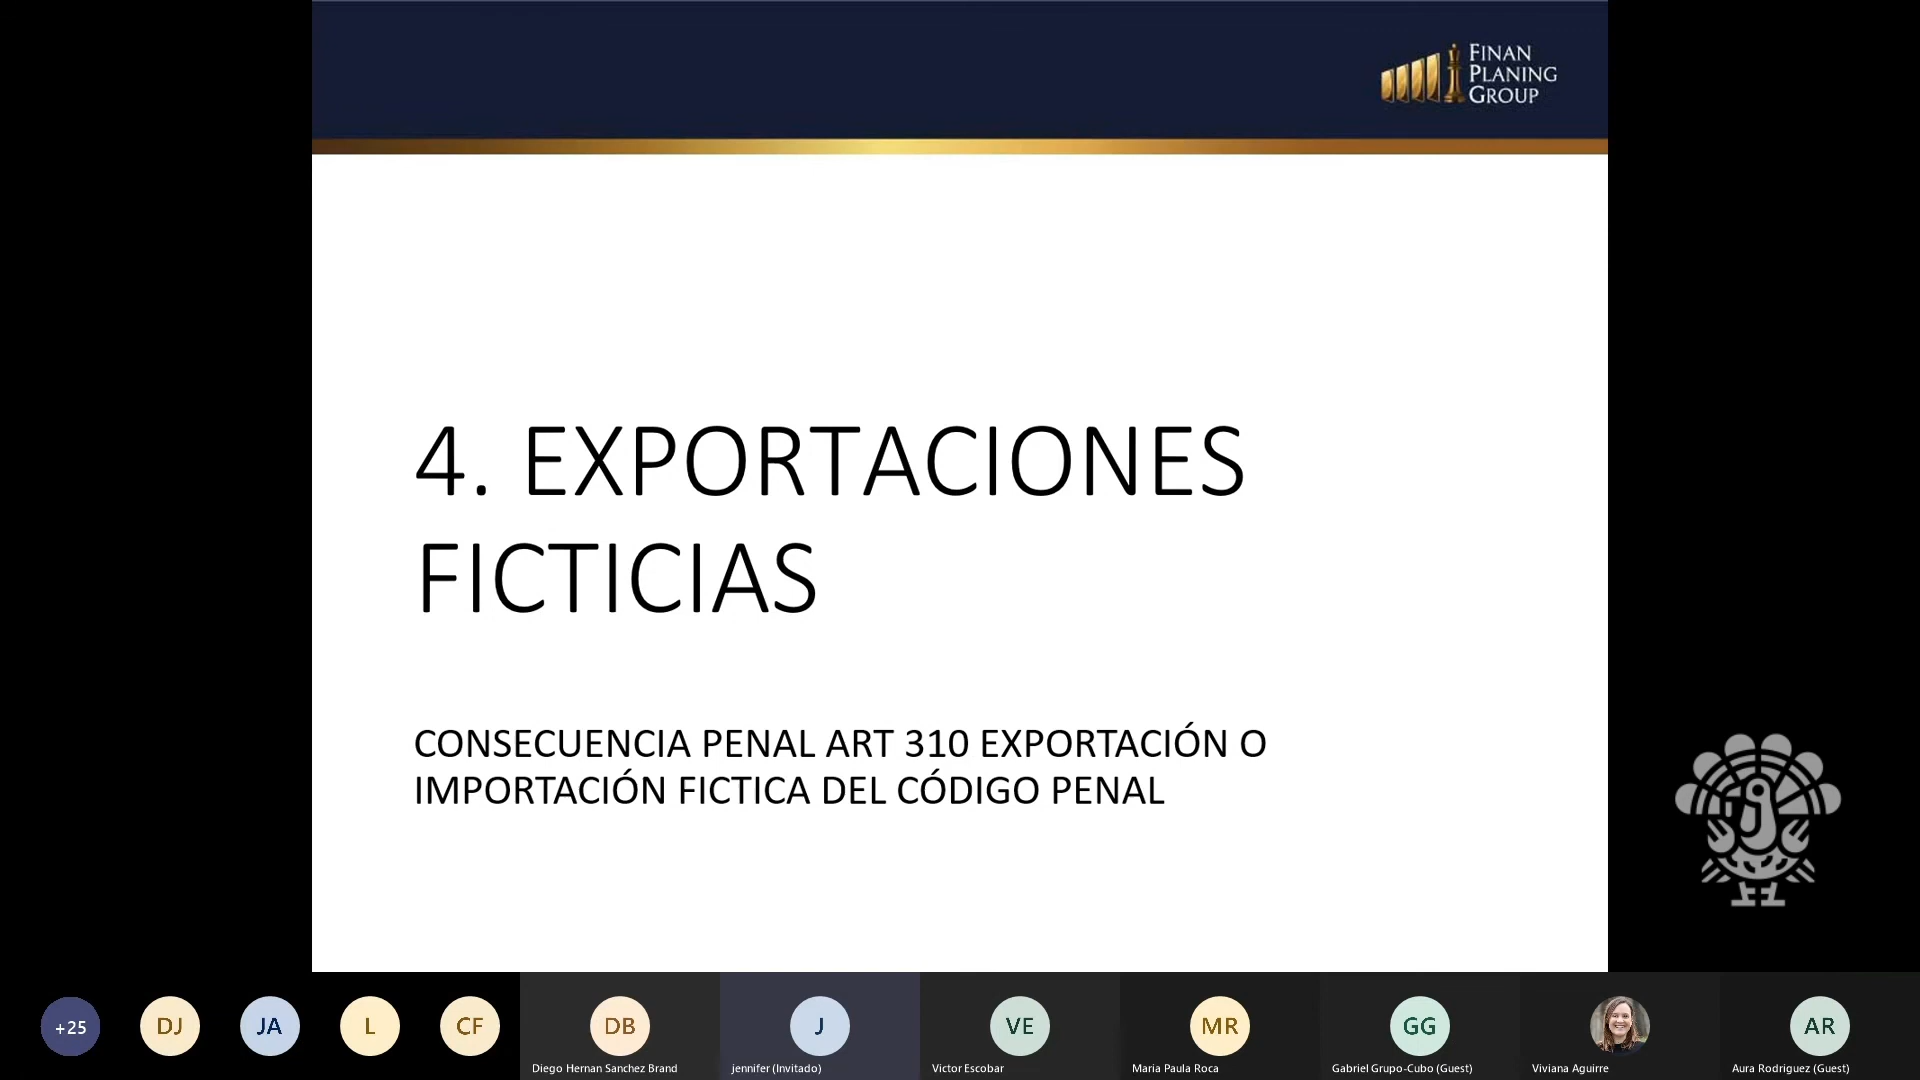 FINAN
PLANING
GROUP
4. EXPORTACIONES
FICTICIAS
CONSECUENCIA PENAL ART 310 EXPORTACIÓN O
IMPORTACIÓN FICTICA DEL CÓDIGO PENAL
+25
DJ
JA
L
CF
DB
J
VE
MR
GG
AR
Diego Hernan Sanchez Brand
jennifer (Invitado)
Victor Escobar
Maria Paula Roca
Gabriel Grupo-Cubo (Guest)
Viviana Aguirre
Aura Rodriguez (Guest)